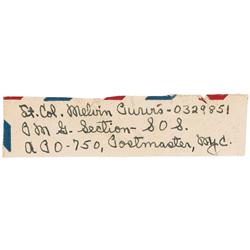 Lt. Col. Melvin Purvis - 0329851
P M G - Section - S O S.
A P O - 750, Postmaster, N.Y.C.